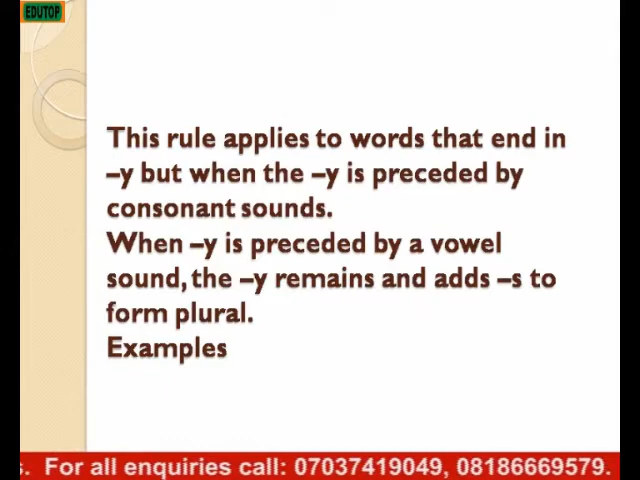 EDUTOP
This rule applies to words that end in
–y but when the –y is preceded by
consonant sounds.
When –y is preceded by a vowel
sound, the –y remains and adds –s to
form plural.
Examples
s. For all enquiries call: 07037419049, 08186669579.